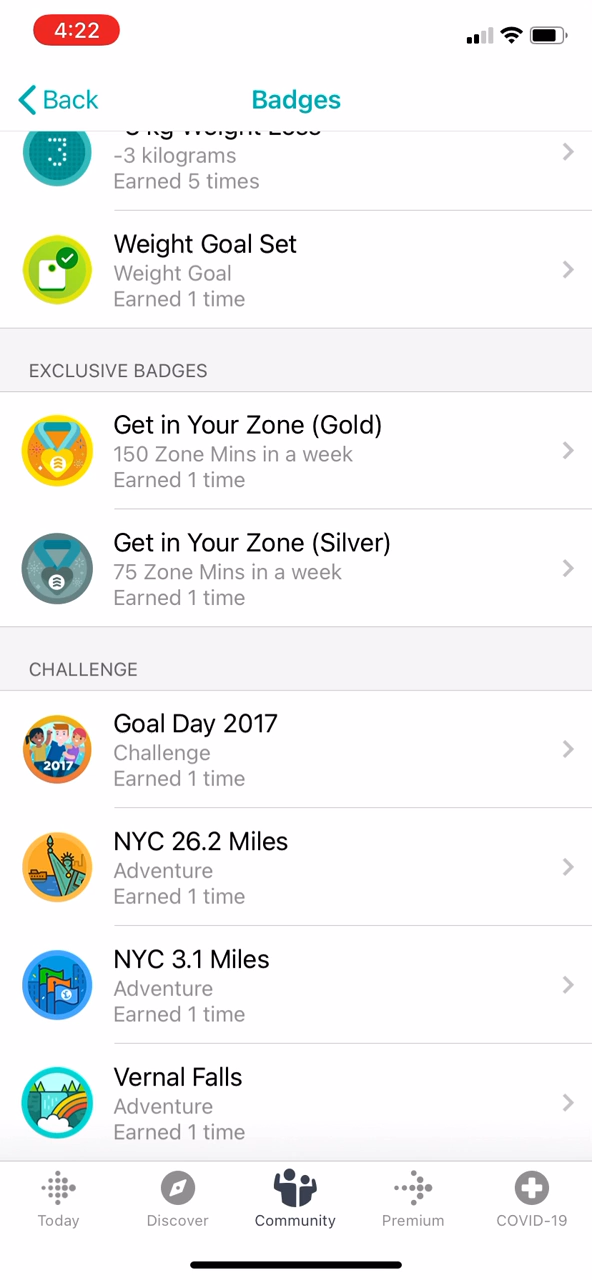 4:22
Back
Badges
-3 kilograms
Earned 5 times
Weight Goal Set
Weight Goal
Earned 1 time
EXCLUSIVE BADGES
Get in Your Zone (Gold)
150 Zone Mins in a week
Earned 1 time
Get in Your Zone (Silver)
75 Zone Mins in a week
Earned 1 time
CHALLENGE
Goal Day 2017
2017
Challenge
Earned 1 time
NYC 26.2 Miles
Adventure
Earned 1 time
NYC 3.1 Miles
Adventure
Earned 1 time
Vernal Falls
Adventure
Earned 1 time
Today
Discover
Community
Premium
COVID-19